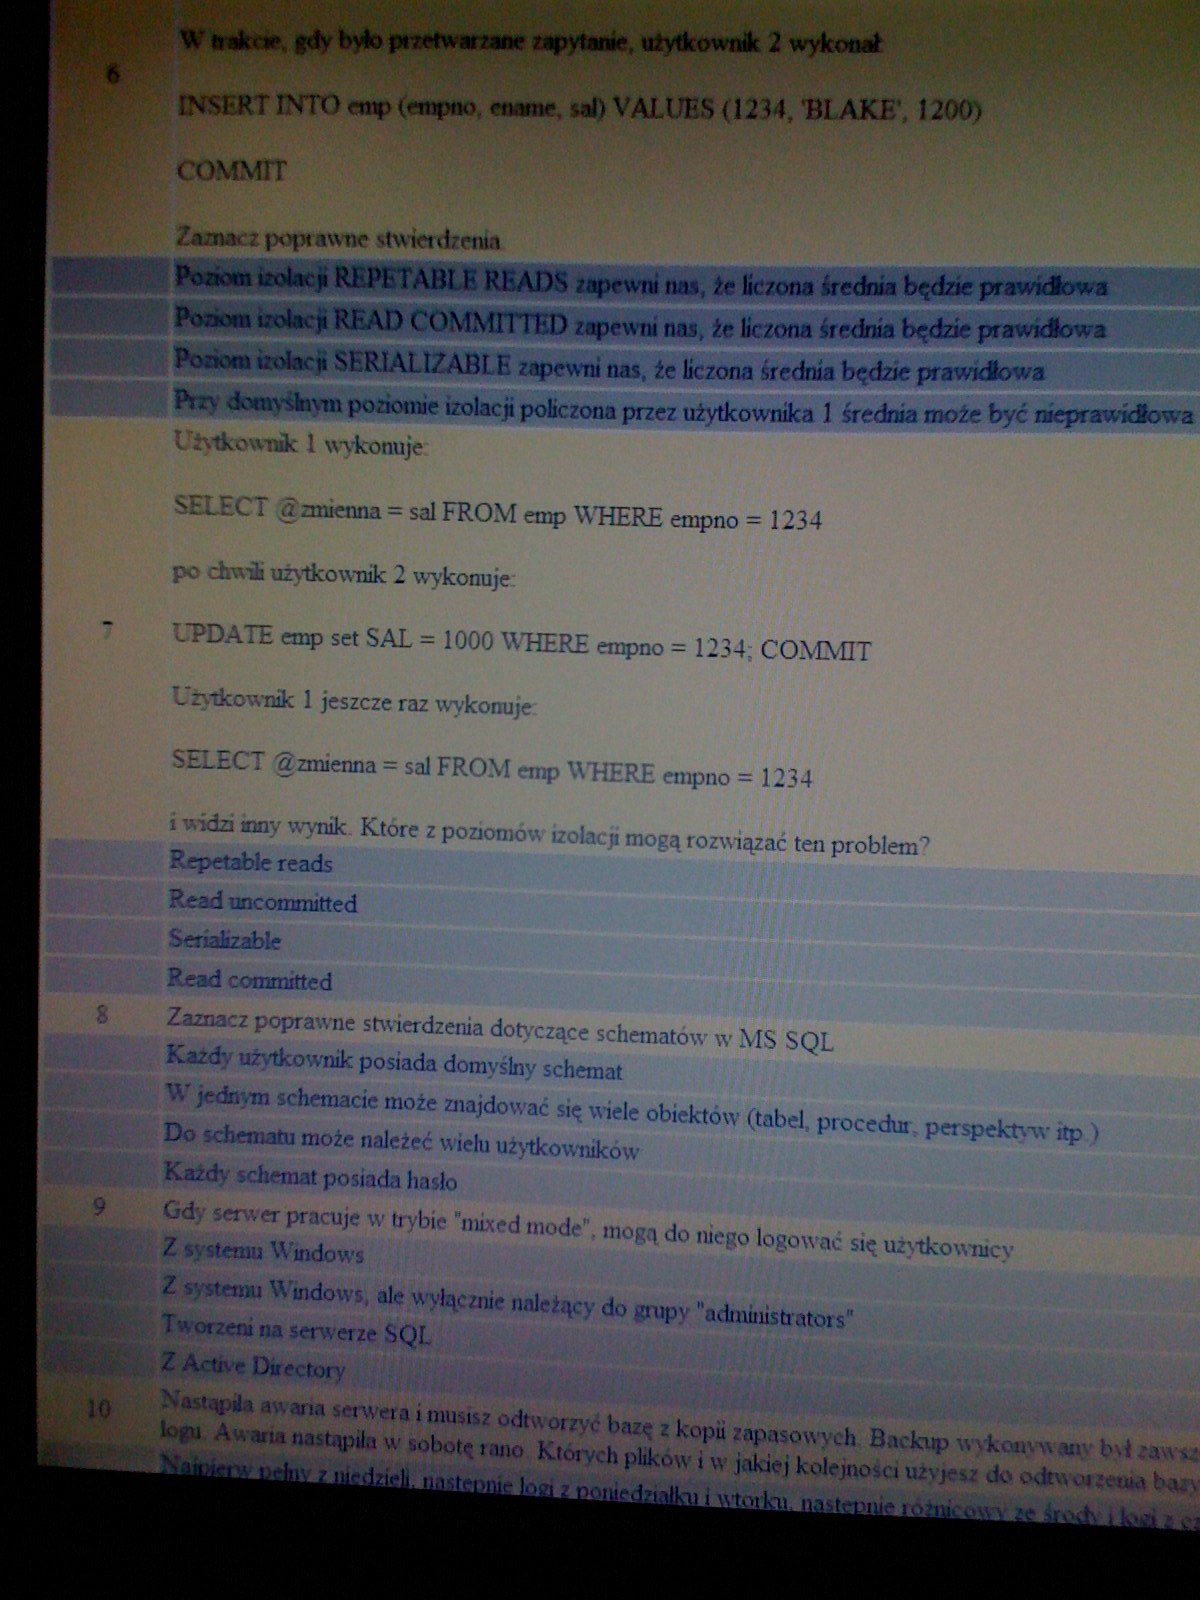 W trakcie, gdy było przetwarzane zapytanie, użytkownik 2 wykonał:
6
INSERT INTO emp (empno, ename, sal) VALUES (1234, 'BLAKE', 1200)
COMMIT
Zaznacz poprawne stwierdzenia.
Poziom izolacji REPETABLE READS zapewni nas, że liczona średnia będzie prawidłowa
Poziom izolacji READ COMMITTED zapewni nas, że liczona średnia będzie prawidłowa
Poziom izolacji SERIALIZABLE zapewni nas, że liczona średnia będzie prawidłowa
Przy domyślnym poziomie izolacji policzona przez użytkownika 1 średnia może być nieprawidłowa
Użytkownik 1 wykonuje:
SELECT @zmienna = sal FROM emp WHERE empno = 1234
po chwili użytkownik 2 wykonuje:
7
UPDATE emp set SAL = 1000 WHERE empno = 1234; COMMIT
Użytkownik 1 jeszcze raz wykonuje:
SELECT @zmienna = sal FROM emp WHERE empno = 1234
i widzi inny wynik. Które z poziomów izolacji mogą rozwiązać ten problem?
Repetable reads
Read uncommitted
Serializable
Read committed
8 Zaznacz poprawne stwierdzenia dotyczące schematów w MS SQL
Każdy użytkownik posiada domyślny schemat
W jednym schemacie może znajdować się wiele obiektów (tabel, procedur, perspektyw itp.)
Do schematu może należeć wielu użytkowników
Każdy schemat posiada hasło
9 Gdy serwer pracuje w trybie "mixed mode", mogą do niego logować się użytkownicy
Z systemu Windows
Z systemu Windows, ale wyłącznie należący do grupy "administrators"
Tworzeni na serwerze SQL
Z Active Directory
10 Nastąpiła awaria serwera i musisz odtworzyć bazę z kopii zapasowych. Backup wykonywany był zawsz
logu. Awaria nastąpiła w sobotę rano. Których plików i w jakiej kolejności użyjesz do odtworzenia bazy
Najpierw pełny z niedzieli, następnie logi z poniedziałku i wtorku, następnie różnicowy ze środy i logi z cz